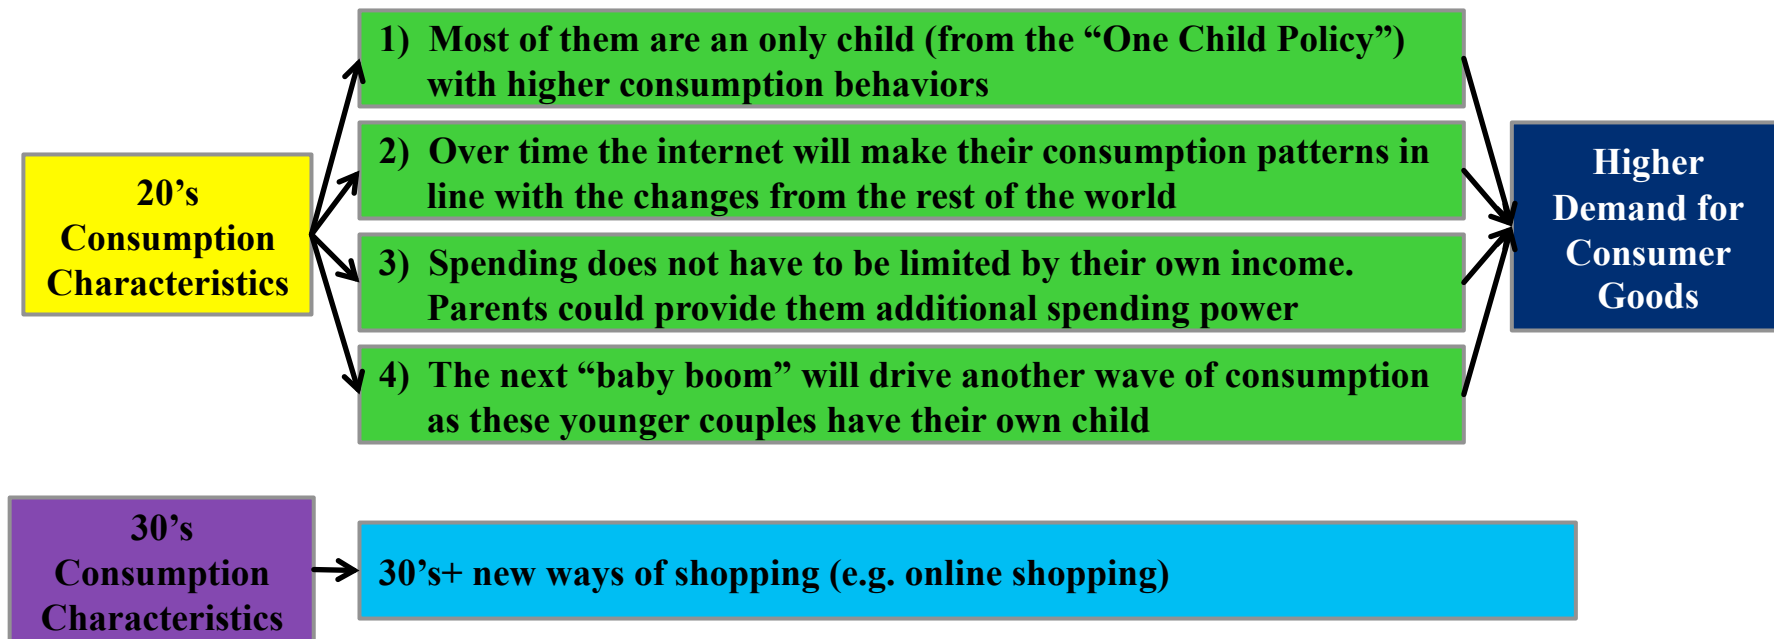 20’s
Consumption
Characteristics
1) Most of them are an only child (from the “One Child Policy”)
with higher consumption behaviors
2) Over time the internet will make their consumption patterns in
line with the changes from the rest of the world
3) Spending does not have to be limited by their own income.
Parents could provide them additional spending power
4) The next “baby boom” will drive another wave of consumption
as these younger couples have their own child
Higher
Demand for
Consumer
Goods
30’s
Consumption
Characteristics
30’s+ new ways of shopping (e.g. online shopping)